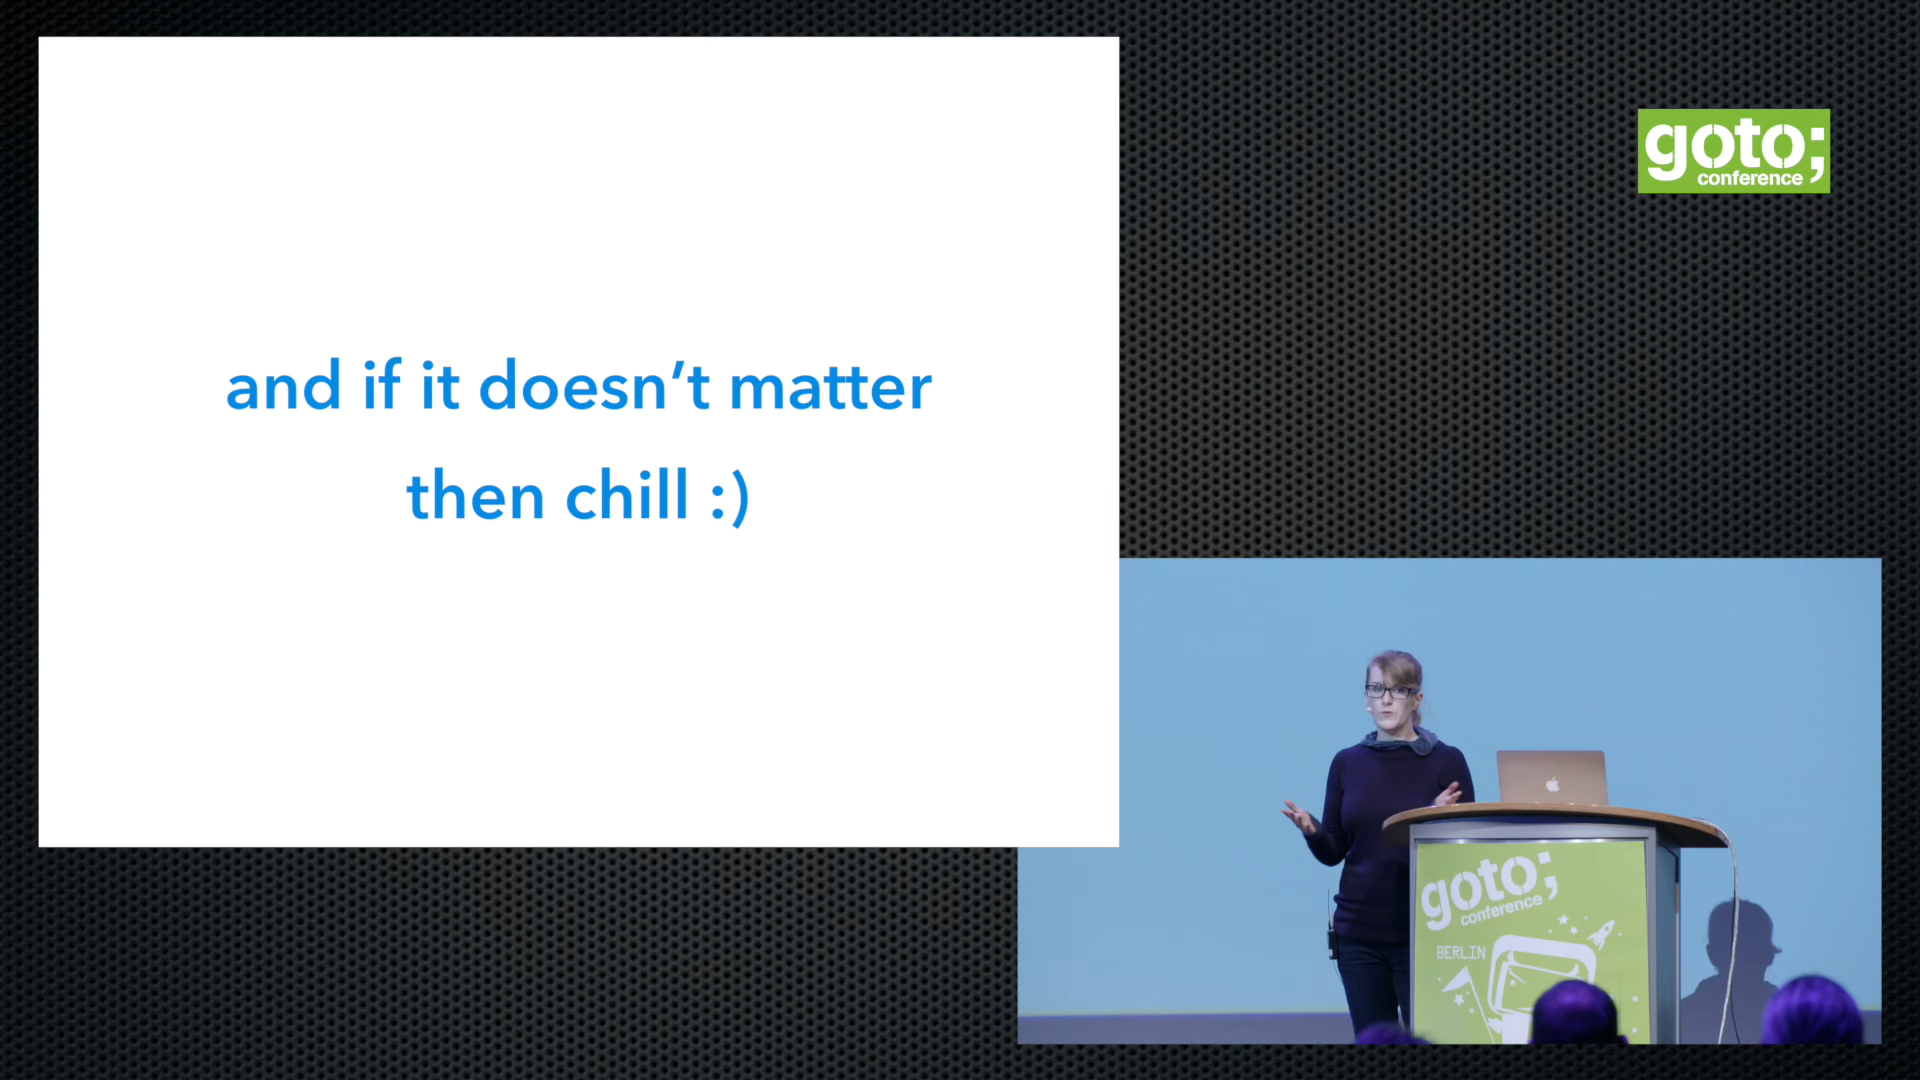 and if it doesn’t matter
then chill :)
goto;
conference
goto;
conference
BERLIN